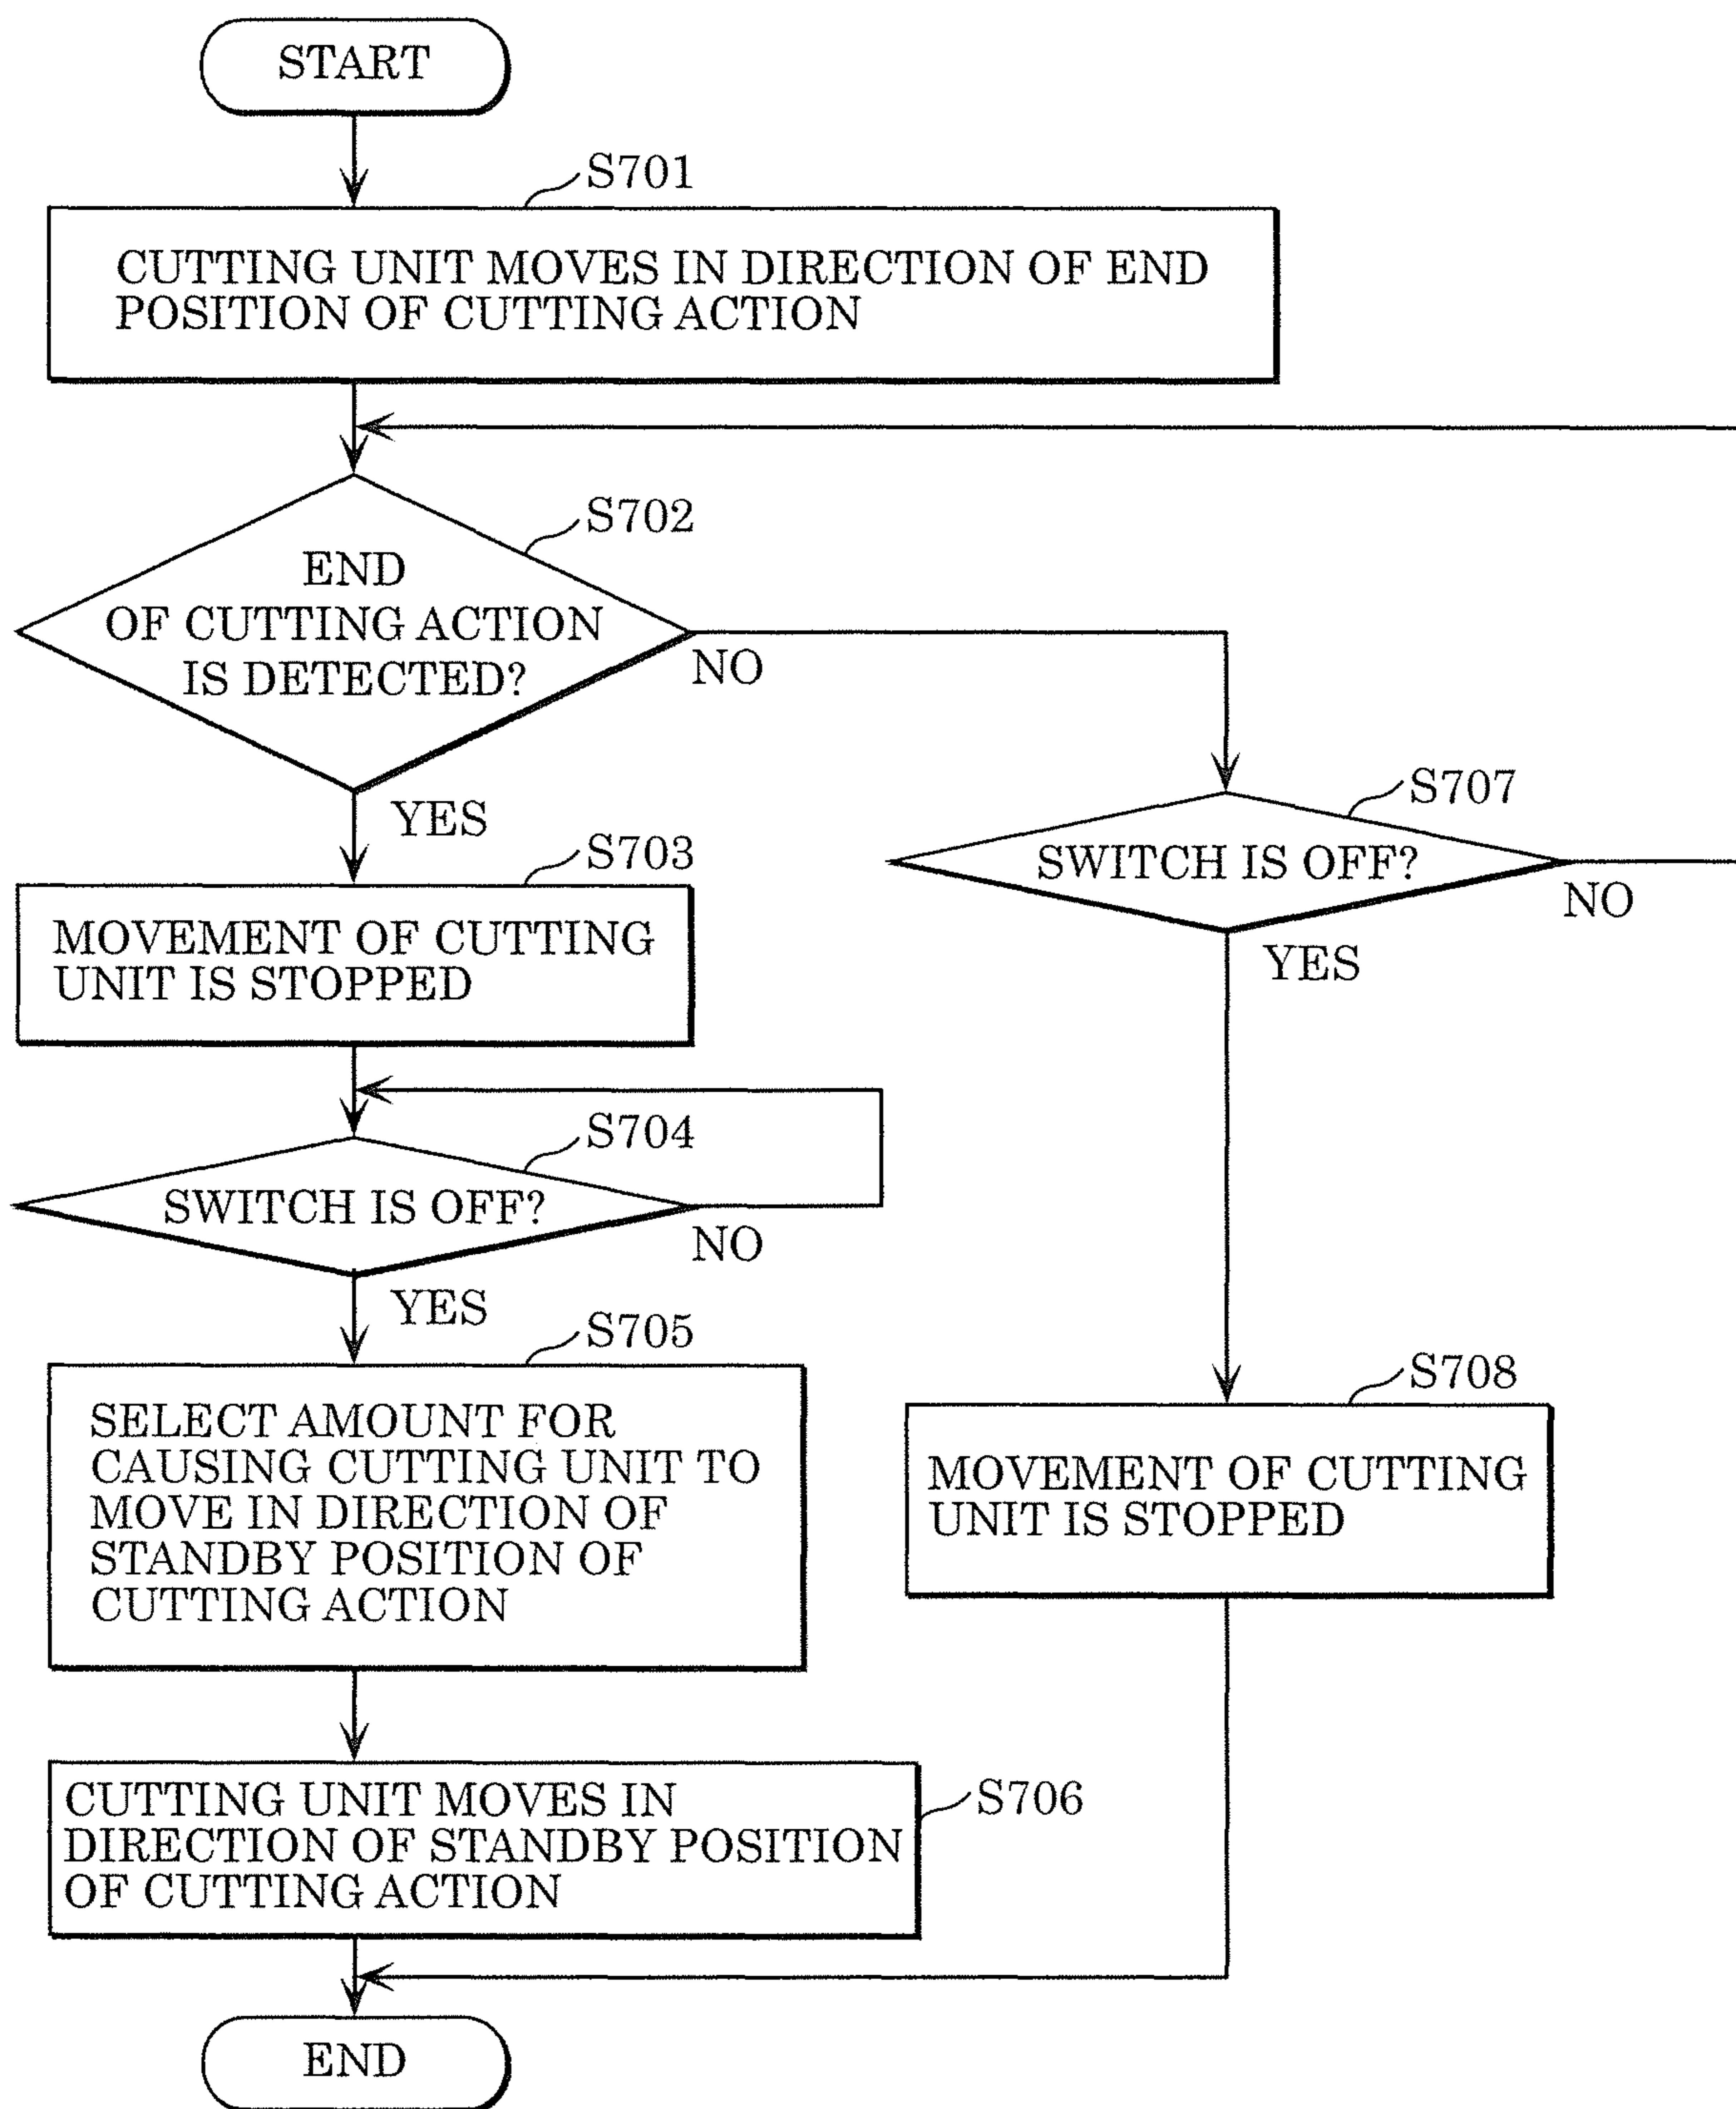 START
S701
CUTTING UNIT MOVES IN DIRECTION OF END
POSITION OF CUTTING ACTION
S702
END
OF CUTTING ACTION
IS DETECTED?
NO
YES
S707
SWITCH IS OFF?
NO
YES
S703
MOVEMENT OF CUTTING
UNIT IS STOPPED
S704
SWITCH IS OFF?
NO
YES
S705
SELECT AMOUNT FOR
CAUSING CUTTING UNIT TO
MOVE IN DIRECTION OF
STANDBY POSITION OF
CUTTING ACTION
S708
MOVEMENT OF CUTTING
UNIT IS STOPPED
CUTTING UNIT MOVES IN
DIRECTION OF STANDBY POSITION
OF CUTTING ACTION
S706
END